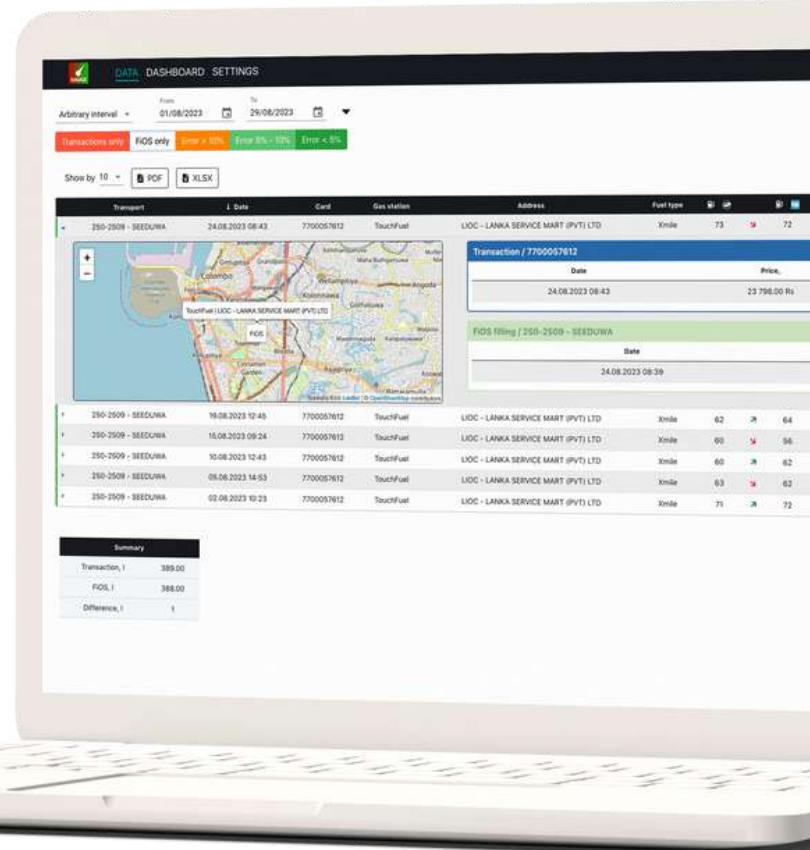 DATA DASHBOARD SETTINGS
From To
Arbitrary interval 01/08/2023 29/08/2023
Transactions only FiOS only Error > 10% Error 5% - 10% Error < 5%
Show by 10 PDF XLSX
Transport ↓ Date Card Gas station Address Fuel type
250-2509 - SEEDUWA 24.08.2023 08:43 7700057612 TouchFuel LIOC - LANKA SERVICE MART (PVT) LTD Xmile 73 72
+
−
Colombo
Kolonnawa
TouchFuel | LIOC - LANKA SERVICE MART (PVT) LTD
FiOS
Cinnamon
Garden
Transaction / 7700057612
Date Price,
24.08.2023 08:43 23 798.00 Rs
FiOS filling / 250-2509 - SEEDUWA
Date
24.08.2023 08:39
250-2509 - SEEDUWA 19.08.2023 12:45 7700057612 TouchFuel LIOC - LANKA SERVICE MART (PVT) LTD Xmile 62 64
250-2509 - SEEDUWA 15.08.2023 09:24 7700057612 TouchFuel LIOC - LANKA SERVICE MART (PVT) LTD Xmile 60 56
250-2509 - SEEDUWA 10.08.2023 12:43 7700057612 TouchFuel LIOC - LANKA SERVICE MART (PVT) LTD Xmile 60 62
250-2509 - SEEDUWA 05.08.2023 14:53 7700057612 TouchFuel LIOC - LANKA SERVICE MART (PVT) LTD Xmile 63 62
250-2509 - SEEDUWA 02.08.2023 10:23 7700057612 TouchFuel LIOC - LANKA SERVICE MART (PVT) LTD Xmile 71 72
Summary
Transaction, l 389.00
FiOS, l 388.00
Difference, l 1